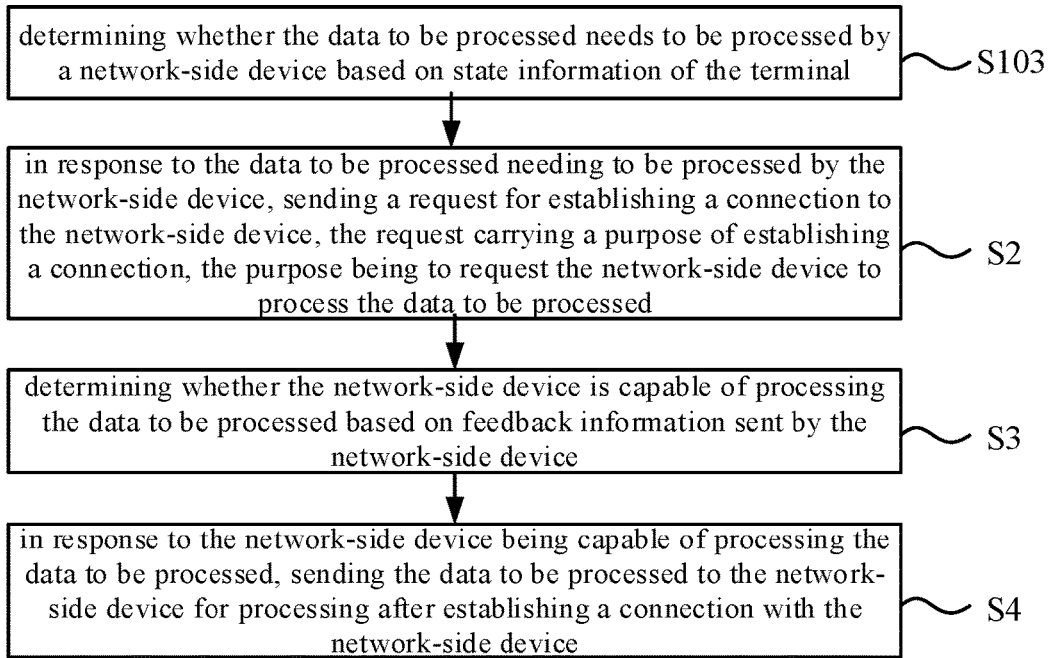 determining whether the data to be processed needs to be processed by
a network-side device based on state information of the terminal
S103
in response to the data to be processed needing to be processed by the
network-side device, sending a request for establishing a connection to
the network-side device, the request carrying a purpose of establishing
a connection, the purpose being to request the network-side device to
process the data to be processed
S2
determining whether the network-side device is capable of processing
the data to be processed based on feedback information sent by the
network-side device
S3
in response to the network-side device being capable of processing the
data to be processed, sending the data to be processed to the network-
side device for processing after establishing a connection with the
network-side device
S4